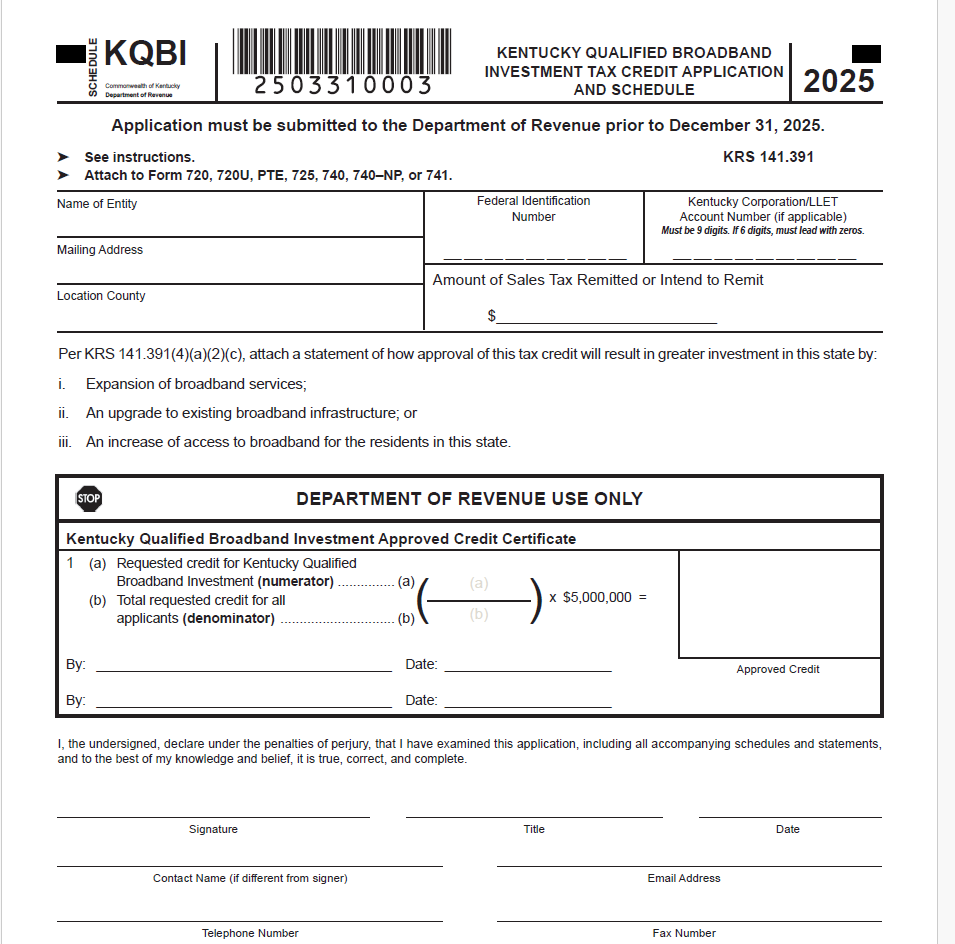 SCHEDULE
KQBI
Commonwealth of Kentucky
Department of Revenue
2503310003
KENTUCKY QUALIFIED BROADBAND
INVESTMENT TAX CREDIT APPLICATION
AND SCHEDULE
2025
Application must be submitted to the Department of Revenue prior to December 31, 2025.
➤ See instructions. KRS 141.391
➤ Attach to Form 720, 720U, PTE, 725, 740, 740–NP, or 741.
Name of Entity
Federal Identification
Number
Kentucky Corporation/LLET
Account Number (if applicable)
Must be 9 digits. If 6 digits, must lead with zeros.
Mailing Address
Location County
Amount of Sales Tax Remitted or Intend to Remit
$
Per KRS 141.391(4)(a)(2)(c), attach a statement of how approval of this tax credit will result in greater investment in this state by:
i. Expansion of broadband services;
ii. An upgrade to existing broadband infrastructure; or
iii. An increase of access to broadband for the residents in this state.
STOP
DEPARTMENT OF REVENUE USE ONLY
Kentucky Qualified Broadband Investment Approved Credit Certificate
1 (a) Requested credit for Kentucky Qualified
Broadband Investment (numerator) ............... (a)
(b) Total requested credit for all
applicants (denominator) .............................. (b)
(a)
(b)
x $5,000,000 =
Approved Credit
By: Date:
By: Date:
I, the undersigned, declare under the penalties of perjury, that I have examined this application, including all accompanying schedules and statements,
and to the best of my knowledge and belief, it is true, correct, and complete.
Signature Title Date
Contact Name (if different from signer) Email Address
Telephone Number Fax Number